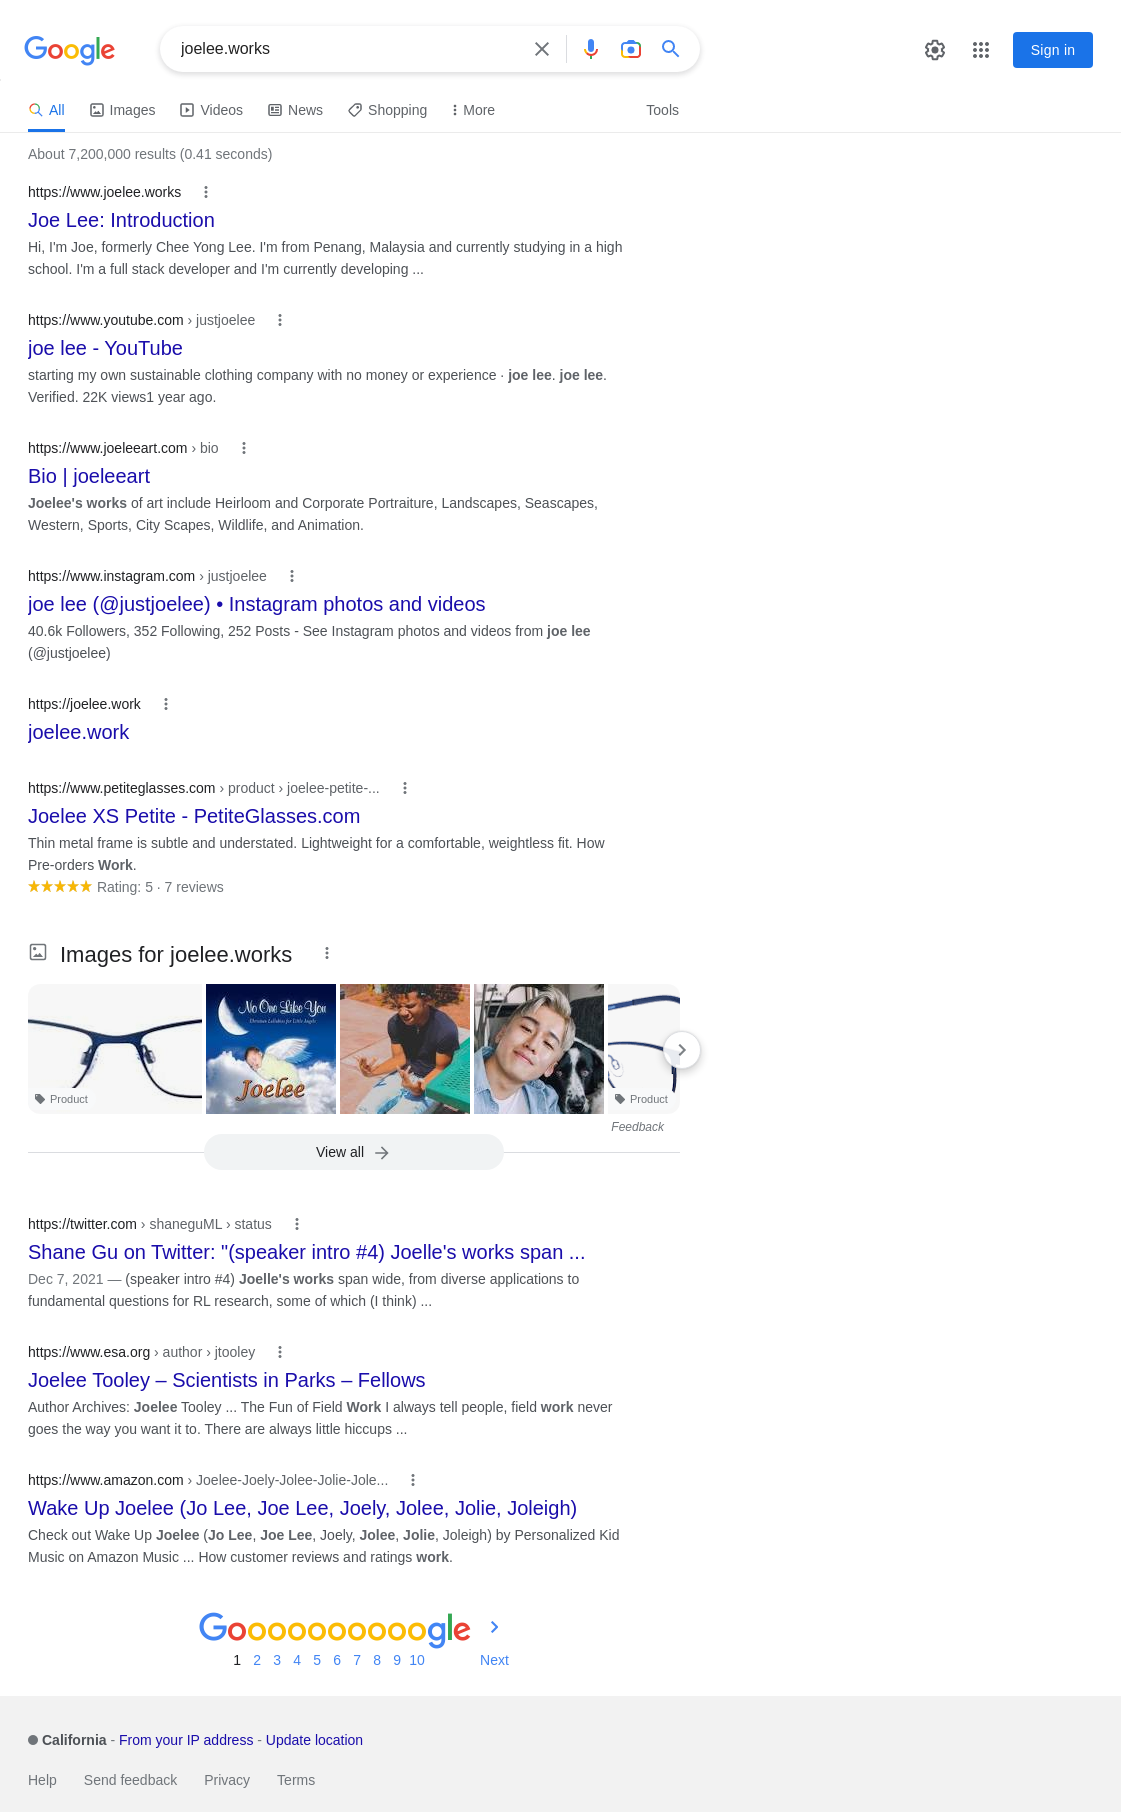 Google
joelee.works
Sign in
All Images Videos News Shopping More Tools
About 7,200,000 results (0.41 seconds)
https://www.joelee.works
Joe Lee: Introduction
Hi, I'm Joe, formerly Chee Yong Lee. I'm from Penang, Malaysia and currently studying in a high
school. I'm a full stack developer and I'm currently developing ...
https://www.youtube.com › justjoelee
joe lee - YouTube
starting my own sustainable clothing company with no money or experience · joe lee. joe lee.
Verified. 22K views1 year ago.
https://www.joeleeart.com › bio
Bio | joeleeart
Joelee's works of art include Heirloom and Corporate Portraiture, Landscapes, Seascapes,
Western, Sports, City Scapes, Wildlife, and Animation.
https://www.instagram.com › justjoelee
joe lee (@justjoelee) • Instagram photos and videos
40.6k Followers, 352 Following, 252 Posts - See Instagram photos and videos from joe lee
(@justjoelee)
https://joelee.work
joelee.work
https://www.petiteglasses.com › product › joelee-petite-...
Joelee XS Petite - PetiteGlasses.com
Thin metal frame is subtle and understated. Lightweight for a comfortable, weightless fit. How
Pre-orders Work.
Rating: 5 · 7 reviews
Images for joelee.works
No One Like You
Christian Lullabies for Little Angels
Joelee
Product
Product
Feedback
View all
https://twitter.com › shaneguML › status
Shane Gu on Twitter: "(speaker intro #4) Joelle's works span ...
Dec 7, 2021 — (speaker intro #4) Joelle's works span wide, from diverse applications to
fundamental questions for RL research, some of which (I think) ...
https://www.esa.org › author › jtooley
Joelee Tooley – Scientists in Parks – Fellows
Author Archives: Joelee Tooley ... The Fun of Field Work I always tell people, field work never
goes the way you want it to. There are always little hiccups ...
https://www.amazon.com › Joelee-Joely-Jolee-Jolie-Jole...
Wake Up Joelee (Jo Lee, Joe Lee, Joely, Jolee, Jolie, Joleigh)
Check out Wake Up Joelee (Jo Lee, Joe Lee, Joely, Jolee, Jolie, Joleigh) by Personalized Kid
Music on Amazon Music ... How customer reviews and ratings work.
Goooooooooogle
1 2 3 4 5 6 7 8 9 10 Next
California - From your IP address - Update location
Help Send feedback Privacy Terms